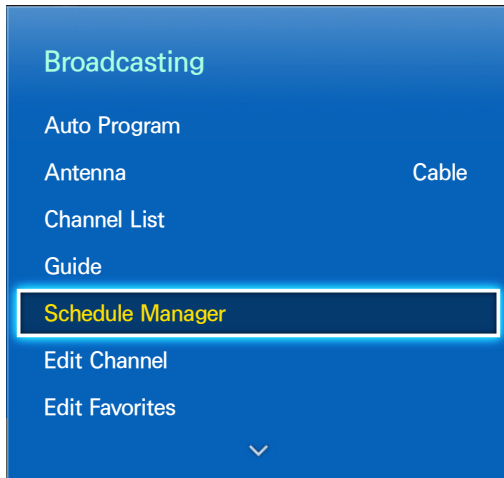 Broadcasting
Auto Program
Antenna Cable
Channel List
Guide
Schedule Manager
Edit Channel
Edit Favorites